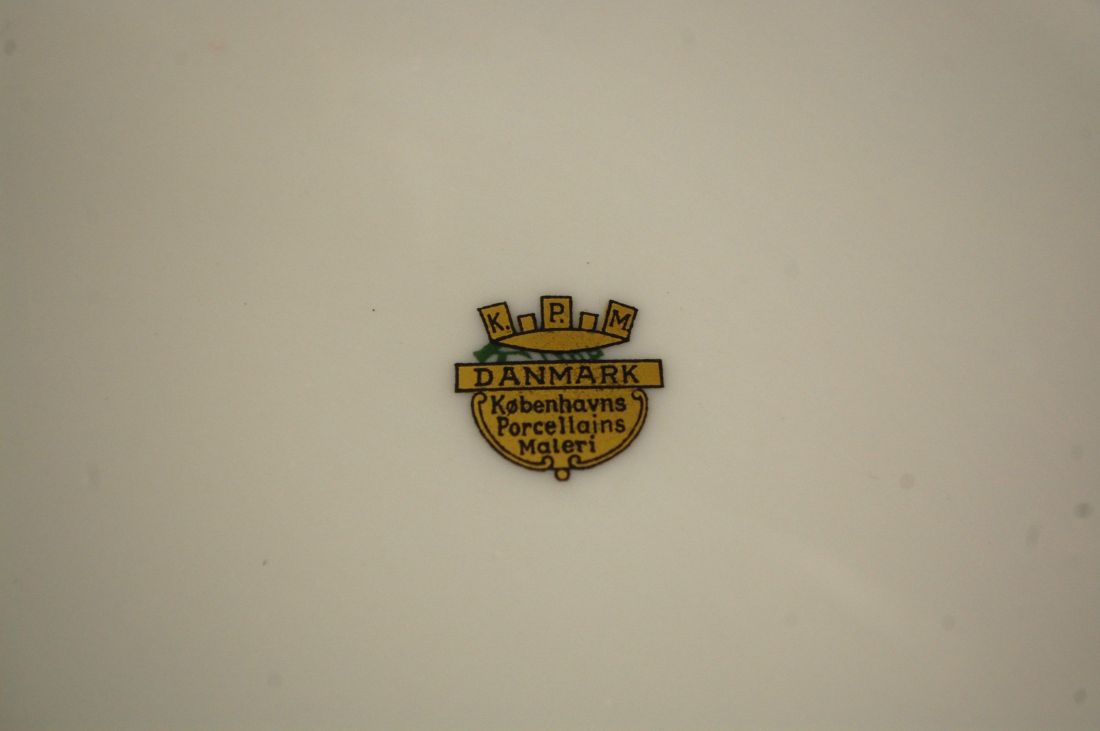 K. P. M.
DANMARK
Københavns
Porcellains
Maleri